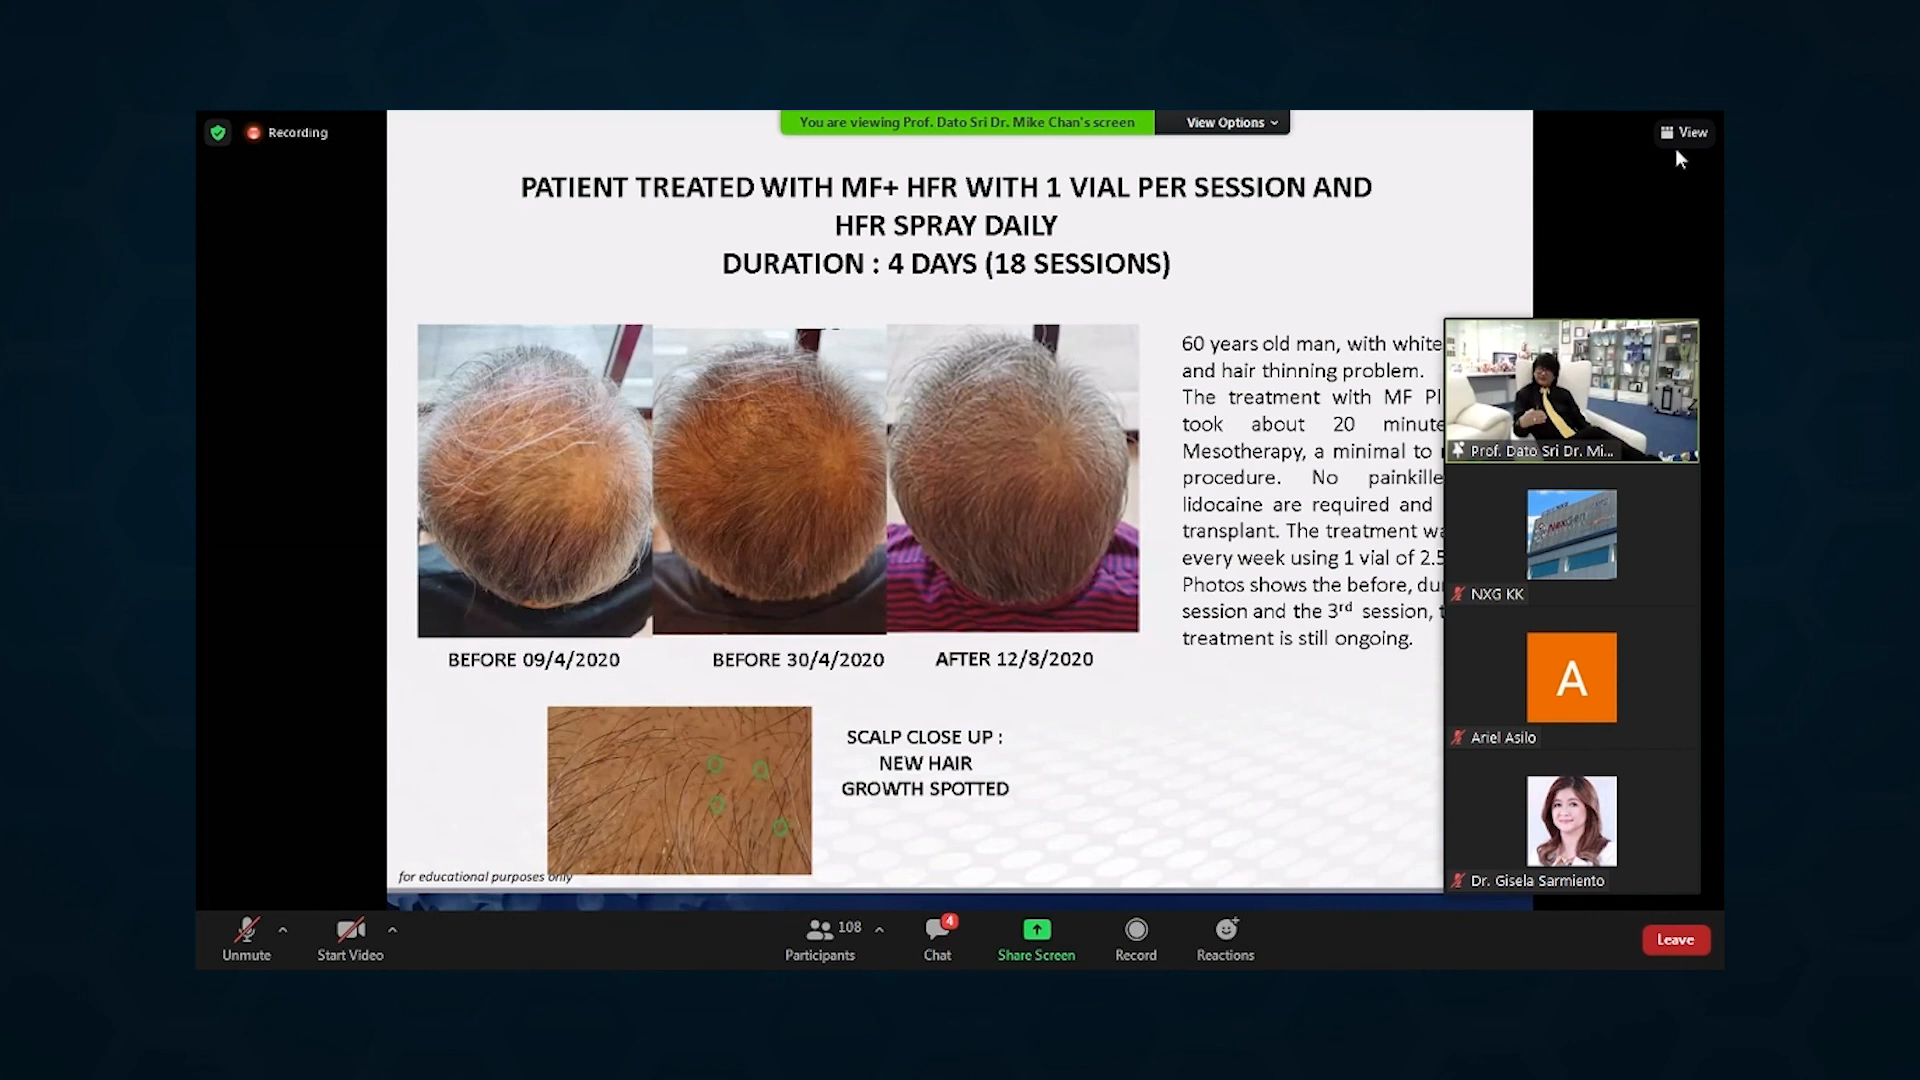 Recording
You are viewing Prof. Dato Sri Dr. Mike Chan's screen
View Options
View
PATIENT TREATED WITH MF+ HFR WITH 1 VIAL PER SESSION AND
HFR SPRAY DAILY
DURATION : 4 DAYS (18 SESSIONS)
60 years old man, with white
and hair thinning problem.
The treatment with MF Pl
took about 20 minute
Mesotherapy, a minimal to
procedure. No painkille
lidocaine are required and
transplant. The treatment wa
every week using 1 vial of 2.5
Photos shows the before, du
session and the 3rd session, t
treatment is still ongoing.
BEFORE 09/4/2020
BEFORE 30/4/2020
AFTER 12/8/2020
SCALP CLOSE UP :
NEW HAIR
GROWTH SPOTTED
for educational purposes only
Prof. Dato Sri Dr. Mi...
NexGen
NXG KK
A
Ariel Asilo
Dr. Gisela Sarmiento
Unmute
Start Video
108
Participants
4
Chat
Share Screen
Record
Reactions
Leave